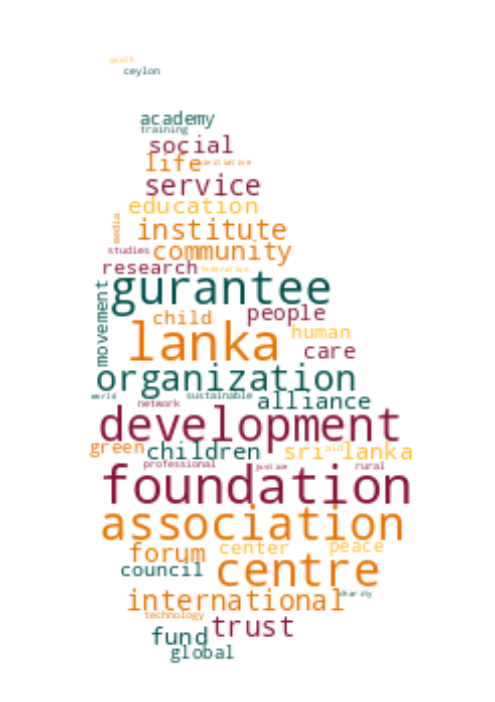 youth
ceylon
academy
training
social
life initiative
service
education
media
institute
studies community
research federation
movement
gurantee
child people
lanka human
care
organization
world sustainable
network alliance
development
green children sri aid lanka
professional justice rural
foundation
association
forum center peace
council centre
international charity
technology
fund trust
global